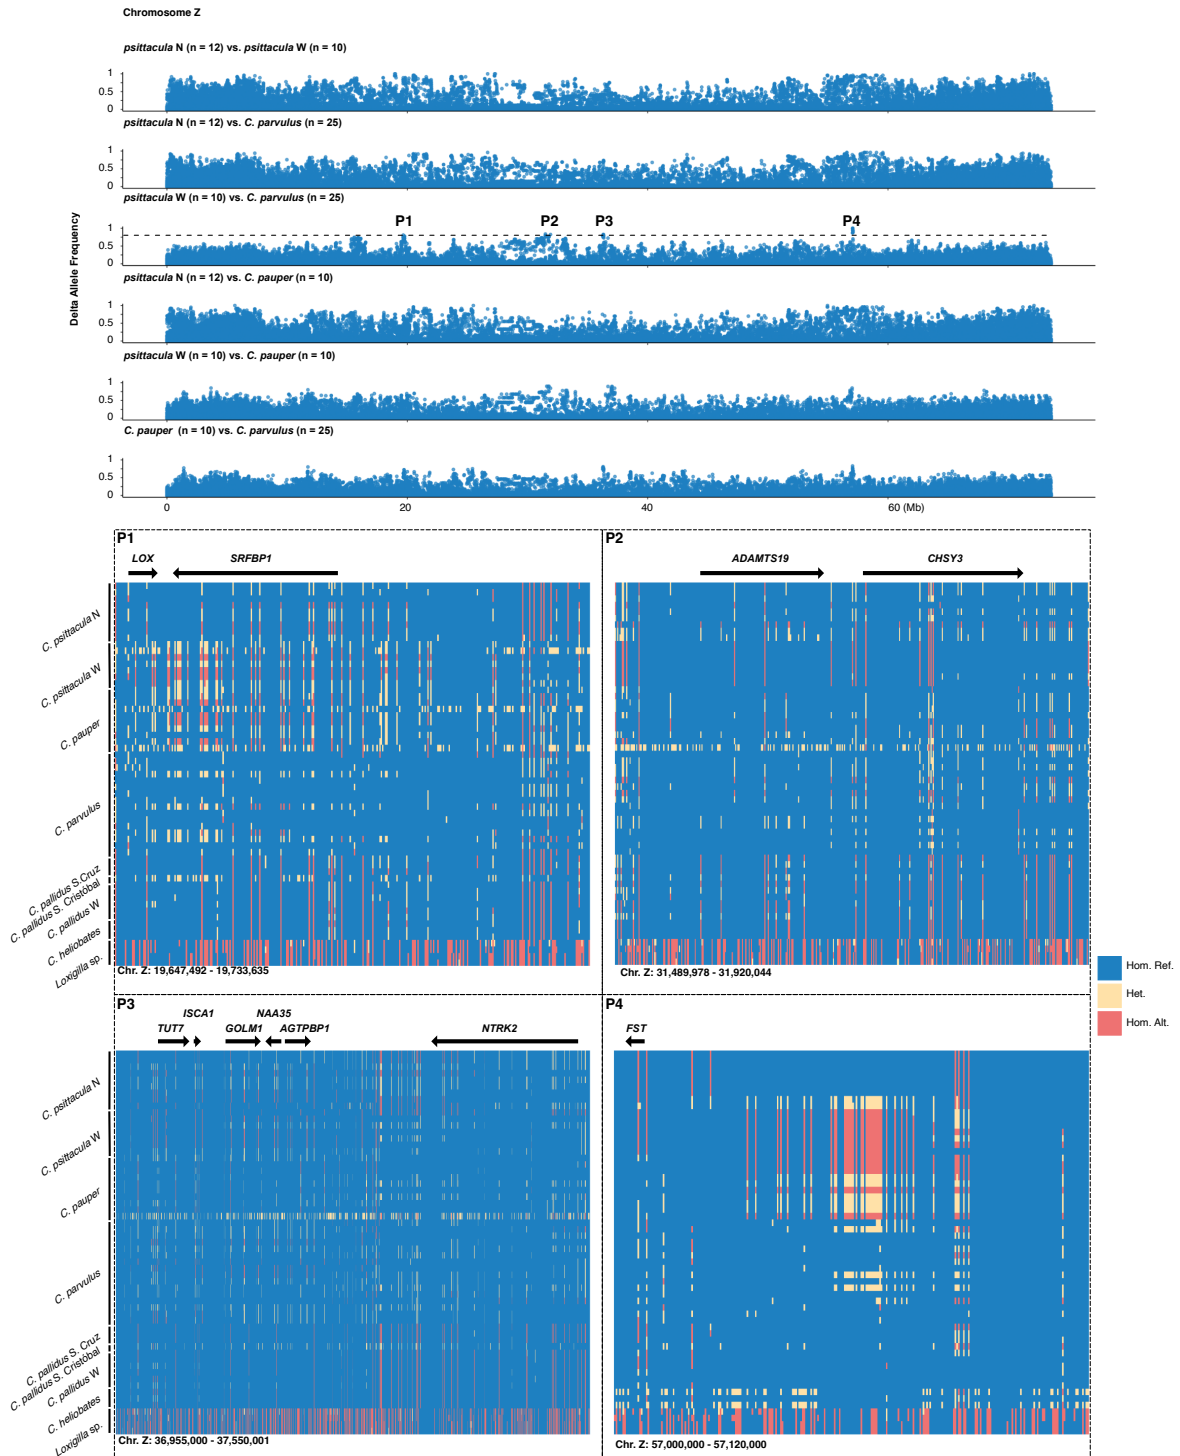 Chromosome Z
psittacula N (n = 12) vs. psittacula W (n = 10)
1
0.5
0
psittacula N (n = 12) vs. C. parvulus (n = 25)
1
0.5
0
psittacula W (n = 10) vs. C. parvulus (n = 25)
P1 P2 P3 P4
1
0.5
0
Delta Allele Frequency
psittacula N (n = 12) vs. C. pauper (n = 10)
1
0.5
0
psittacula W (n = 10) vs. C. pauper (n = 10)
1
0.5
0
C. pauper (n = 10) vs. C. parvulus (n = 25)
1
0.5
0
0 20 40 60 (Mb)
P1
LOX SRFBP1
C. psittacula N
C. psittacula W
C. pauper
C. parvulus
C. pallidus S.Cruz
C. pallidus S. Cristóbal
C. pallidus W
C. heliobates
Loxigilla sp.
Chr. Z: 19,647,492 - 19,733,635
P2
ADAMTS19 CHSY3
Chr. Z: 31,489,978 - 31,920,044
Hom. Ref.
Het.
Hom. Alt.
P3
ISCA1 NAA35
TUT7 GOLM1 AGTPBP1 NTRK2
C. psittacula N
C. psittacula W
C. pauper
C. parvulus
C. pallidus S. Cruz
C. pallidus S. Cristóbal
C. pallidus W
C. heliobates
Loxigilla sp.
Chr. Z: 36,955,000 - 37,550,001
P4
FST
Chr. Z: 57,000,000 - 57,120,000